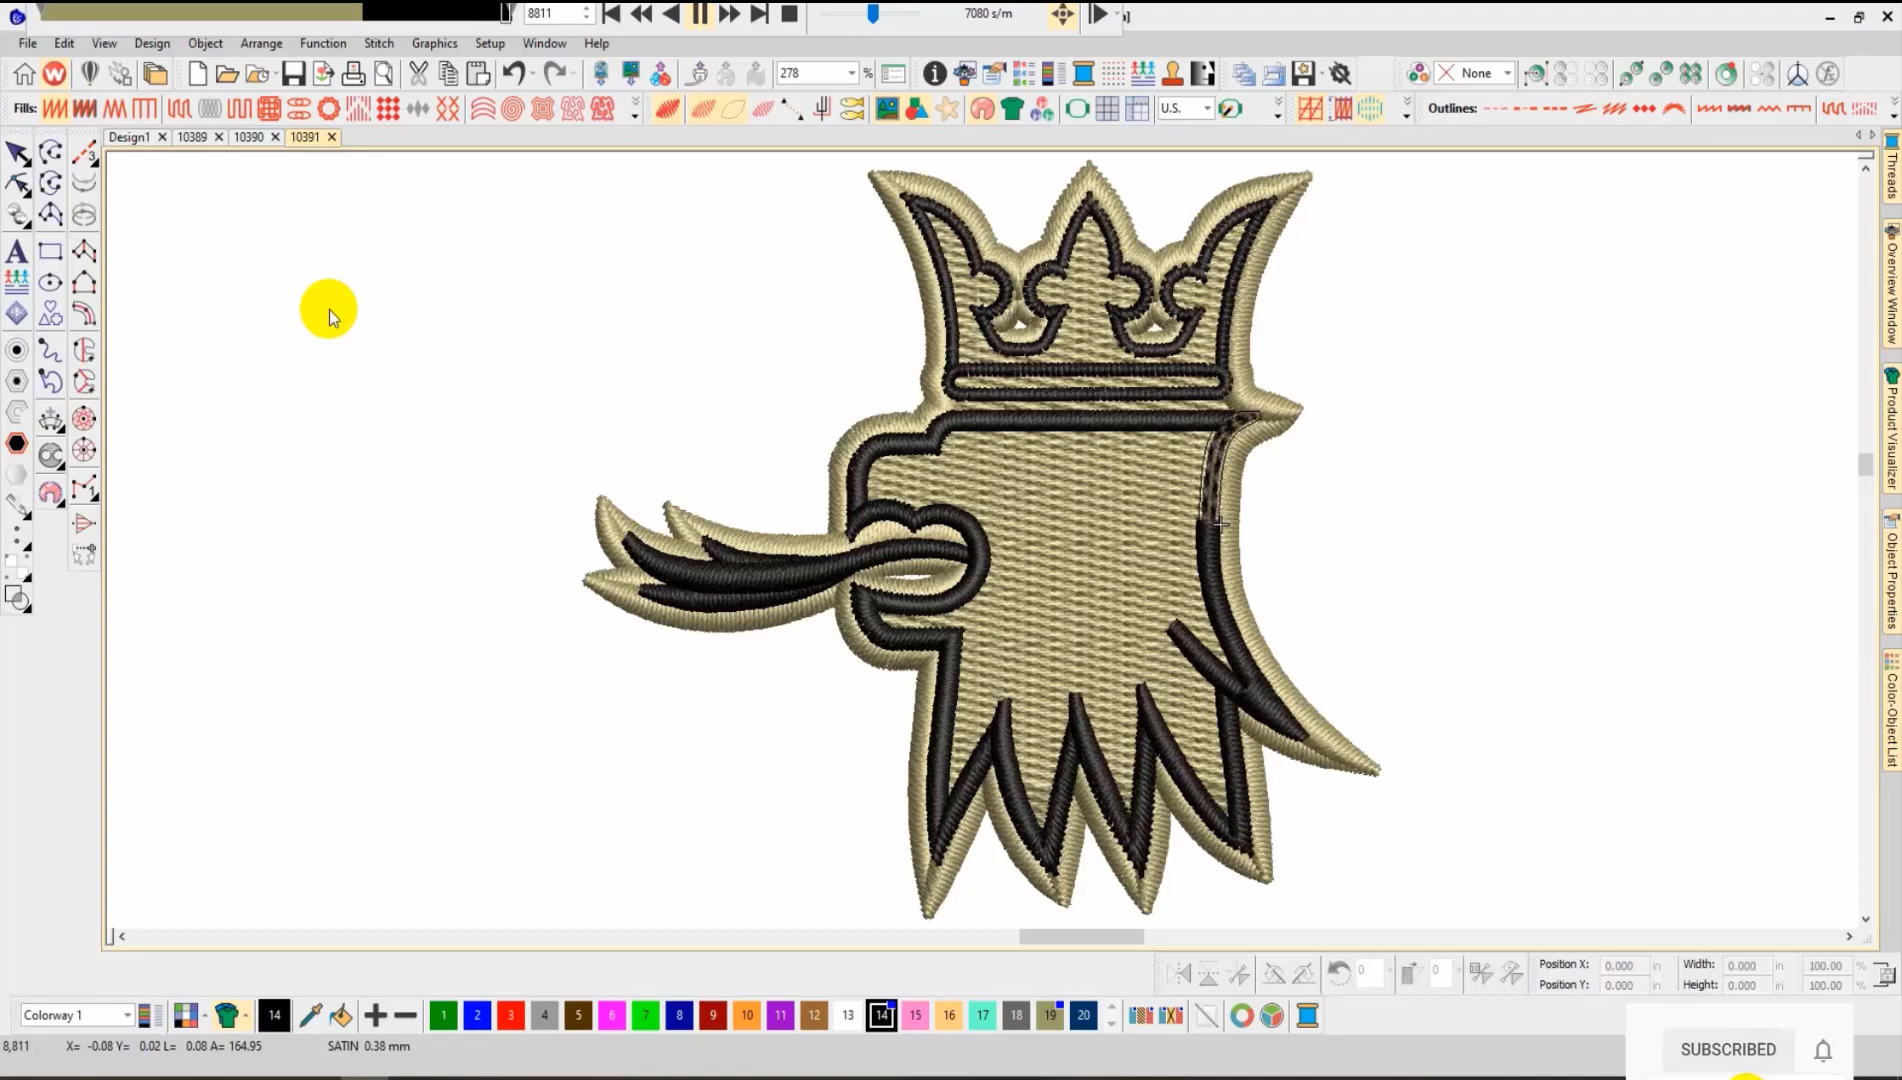 8811
7080 s/m
File Edit View Design Object Arrange Function Stitch Graphics Setup Window Help
278 %
None
Fills:
U.S.
Outlines:
Design1 10389 10390 10391
3
A
1
Threads
Overview Window
Product Visualizer
Object Properties
Color-Object List
0 0
Position X: 0.000 in Width: 0.000 in 100.00 %
Position Y: 0.000 in Height: 0.000 in 100.00 %
Colorway 1
14
1 2 3 4 5 6 7 8 9 10 11 12 13 14 15 16 17 18 19 20
8,811 X= -0.08 Y= 0.02 L= 0.08 A= 164.95 SATIN 0.38 mm
SUBSCRIBED